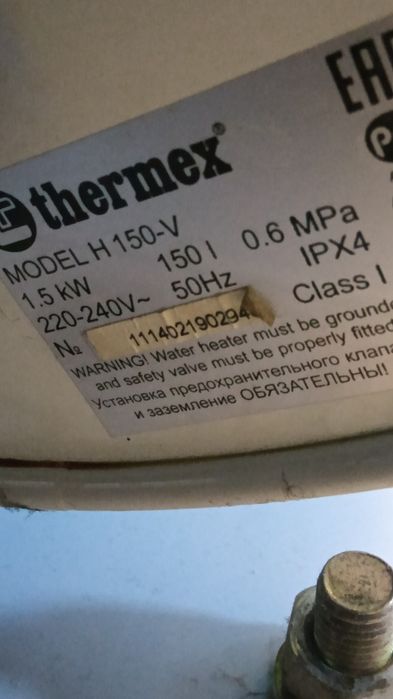 thermex®
EAC
MODEL H 150-V
1.5 kW 150 l 0.6 MPa
220-240V~ 50Hz IPX4
№ 111402190294 Class I
WARNING! Water heater must be grounde
and safety valve must be properly fitted
Установка предохранительного клапа
и заземление ОБЯЗАТЕЛЬНЫ!